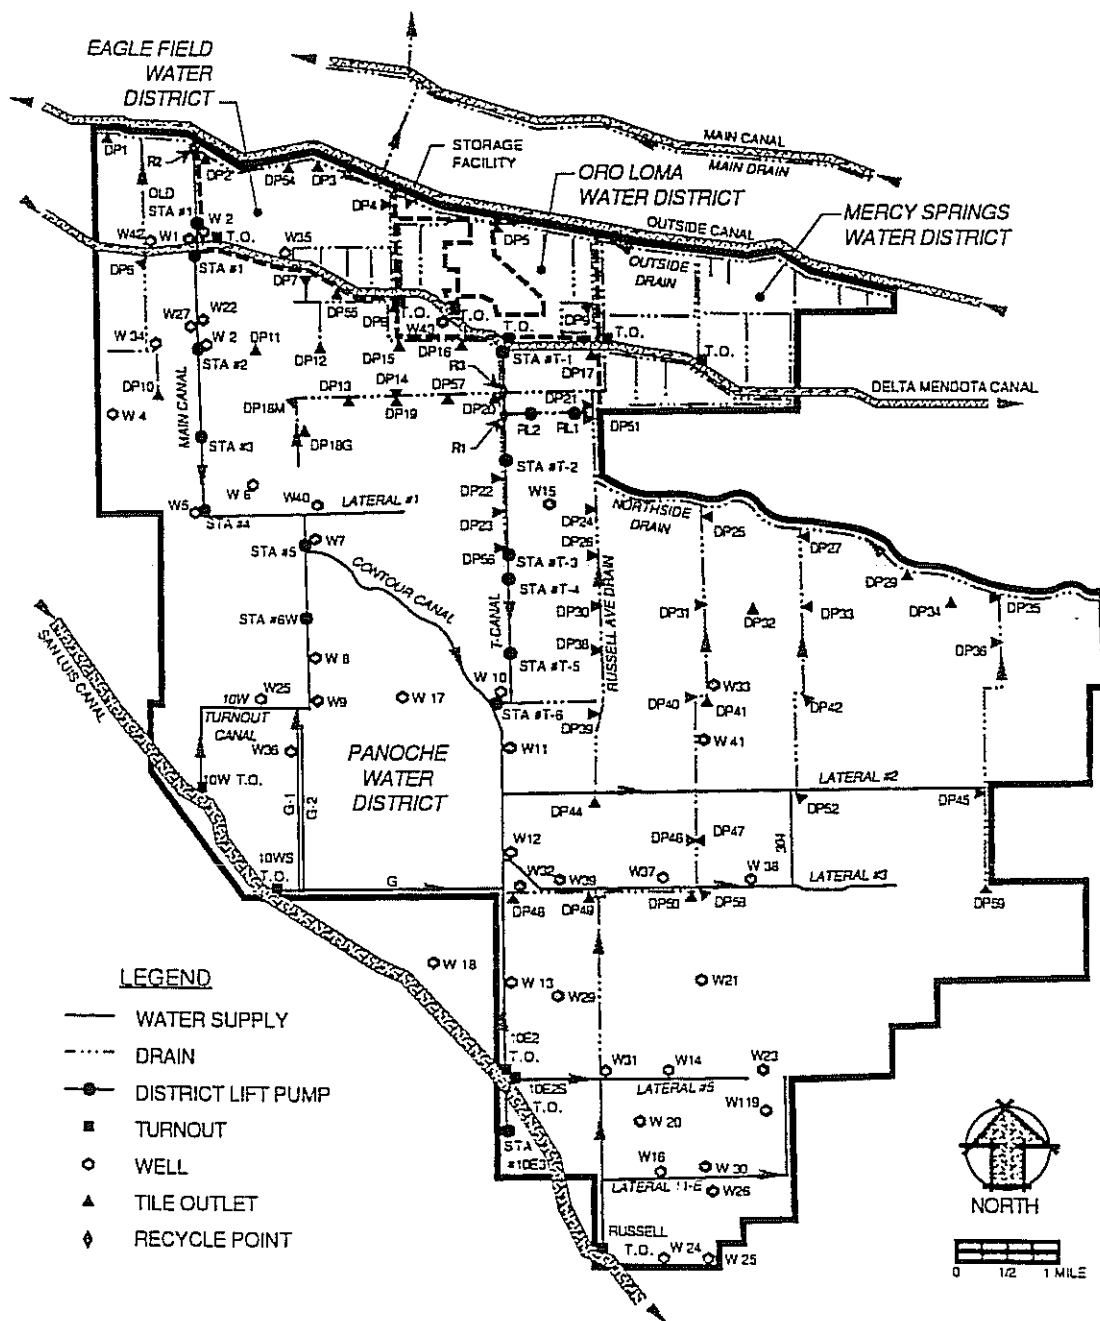 EAGLE FIELD
WATER
DISTRICT
STORAGE
FACILITY
MAIN CANAL
MAIN DRAIN
ORO LOMA
WATER DISTRICT
MERCY SPRINGS
WATER DISTRICT
OUTSIDE CANAL
OUTSIDE
DRAIN
DP1
R2
DP2
DP54
DP3
DP4
DP5
OLD
STA #1
W 2
T.O.
W42
W1
W35
DP6
STA #1
DP7
DP55
DP8
T.O.
T.O.
W43
T.O.
DP9
T.O.
T.O.
W27
W22
W 34
W 2
STA #2
DP11
DP12
DP15
DP16
STA #T-1
DP17
R3
DELTA MENDOTA CANAL
DP10
W 4
MAIN CANAL
DP18M
DP13
DP14
DP19
DP57
DP20
DP21
RL2
RL1
DP51
R1
DP18G
STA #3
STA #T-2
W 6
W40
LATERAL #1
DP22
W15
W5
STA #4
DP23
DP24
NORTHSIDE
DRAIN
DP25
DP27
W7
STA #5
DP56
STA #T-3
DP26
DP29
CONTOUR CANAL
STA #T-4
T-CANAL
STA #6W
DP30
DP31
DP32
DP33
DP34
DP35
SAN LUIS CANAL
W 8
STA #T-5
DP38
RUSSELL AVE DRAIN
DP36
W25
10W
TURNOUT
CANAL
W9
W 17
W 10
STA #T-6
DP39
DP40
W33
DP41
DP42
W36
10W T.O.
PANOCHE
WATER
DISTRICT
W11
W 41
G-1
G-2
LATERAL #2
DP44
DP52
DP45
W12
DP46
DP47
304
10WS
T.O.
G
W32
W39
W37
W 38
LATERAL #3
DP48
DP49
DP50
DP53
DP59
W 18
W 13
W29
W21
LEGEND
WATER SUPPLY
DRAIN
DISTRICT LIFT PUMP
TURNOUT
WELL
TILE OUTLET
RECYCLE POINT
10E2
T.O.
10E2S
T.O.
W31
W14
W23
LATERAL #5
W 20
W119
STA
#10E3
W16
W 30
LATERAL 11-E
W26
RUSSELL
T.O.
W 24
W 25
NORTH
0 1/2 1 MILE